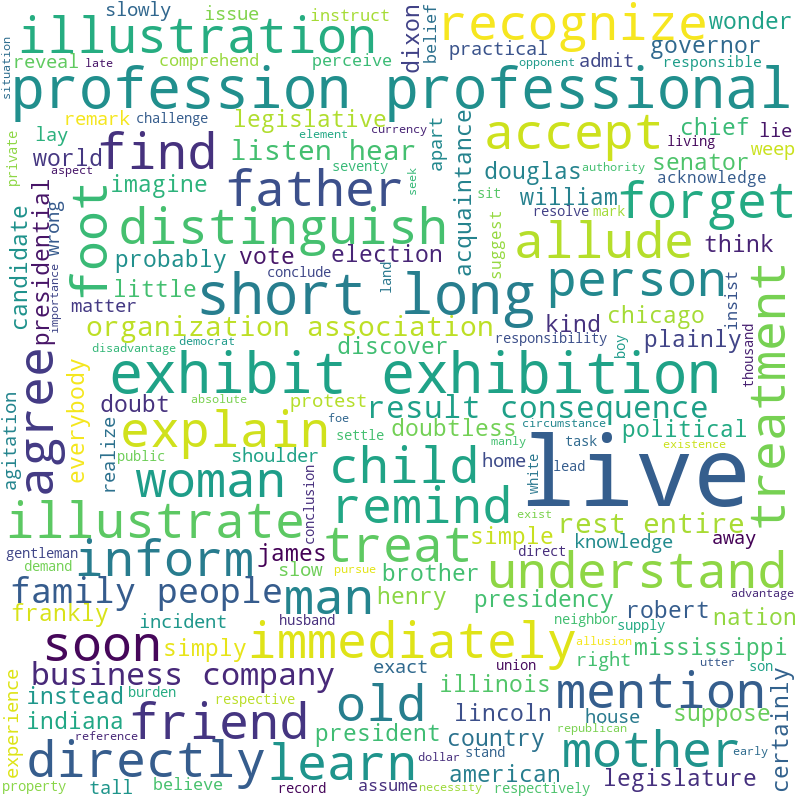 slowly issue instruct
illustration recognize wonder
situation reveal late comprehend perceive dixon belief practical governor
opponent admit responsible
profession professional
remark challenge legislative element currency
private lay find listen hear seventy apart acquaintance accept chief living lie
world aspect father seek douglas senator authority weep
imagine william acknowledge forget
foot distinguish sit resolve mark
candidate presidential wrong importance probably vote election suggest allude think
conclude land person insist
matter little short long kind chicago treatment
organization association responsibility plainly
disadvantage democrat discover boy thousand
exhibit exhibition
agree everybody doubt absolute protest result consequence
agitation realize explain foe doubtless circumstance political
public shoulder settle manly task existence
woman child home white lead live
conclusion remind exist rest entire
illustrate simple direct knowledge away
gentleman inform james treat understand
demand slow pursue brother advantage
family people man henry presidency robert nation
frankly incident husband neighbor supply
soon simply immediately allusion mississippi
business company exact union utter right son
experience instead burden respective old illinois mention suppose certainly
indiana friend lincoln house
reference president country stand republican mother early
directly learn dollar american
property tall believe record assume necessity respectively legislature